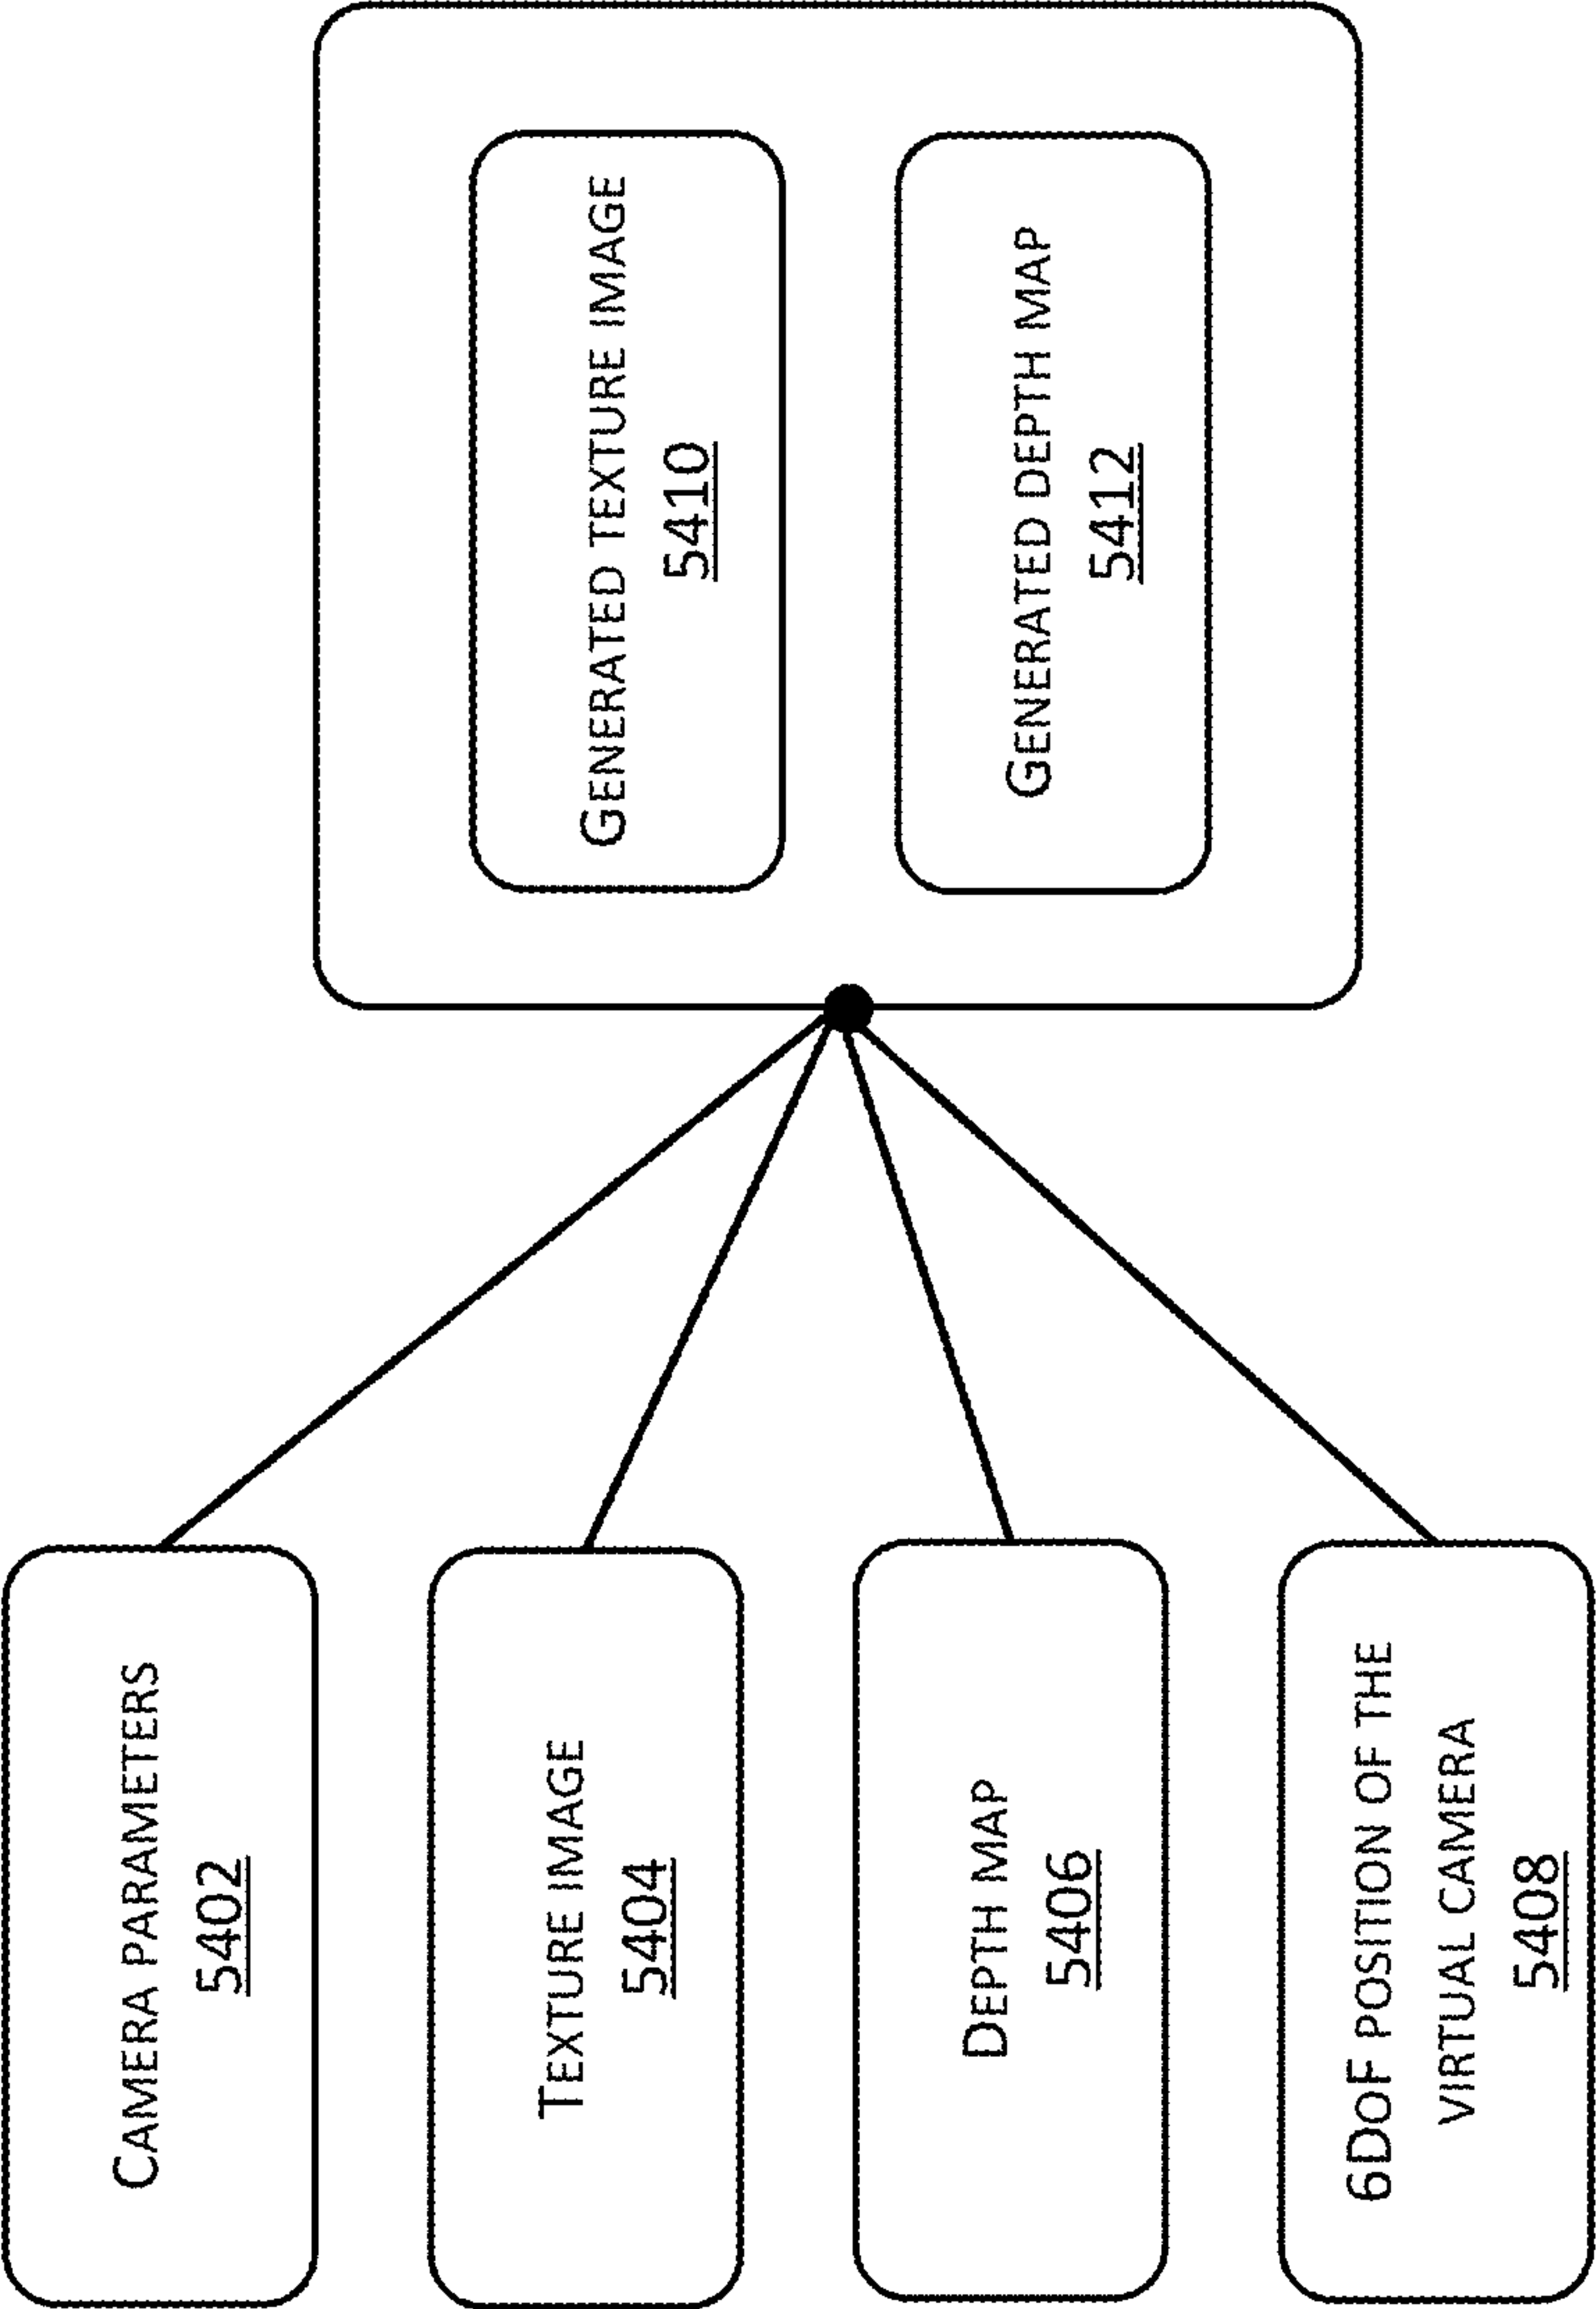 CAMERA PARAMETERS
5402
TEXTURE IMAGE
5404
DEPTH MAP
5406
6DOF POSITION OF THE
VIRTUAL CAMERA
5408
GENERATED TEXTURE IMAGE
5410
GENERATED DEPTH MAP
5412